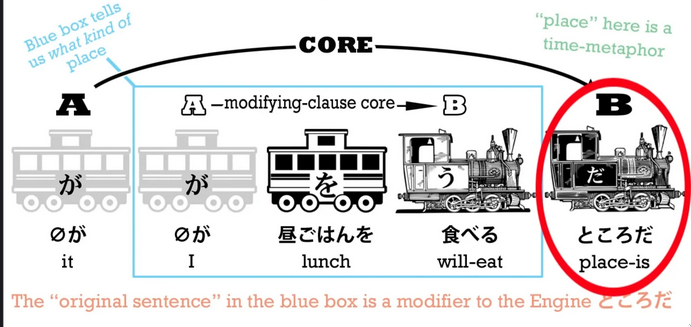 Blue box tells
us what kind of
place
CORE
"place" here is a
time-metaphor
A
A –modifying-clause core→ B
B
が
が
を
う
だ
∅が
∅が
昼ごはんを
食べる
ところだ
it
I
lunch
will-eat
place-is
The "original sentence" in the blue box is a modifier to the Engine ところだ